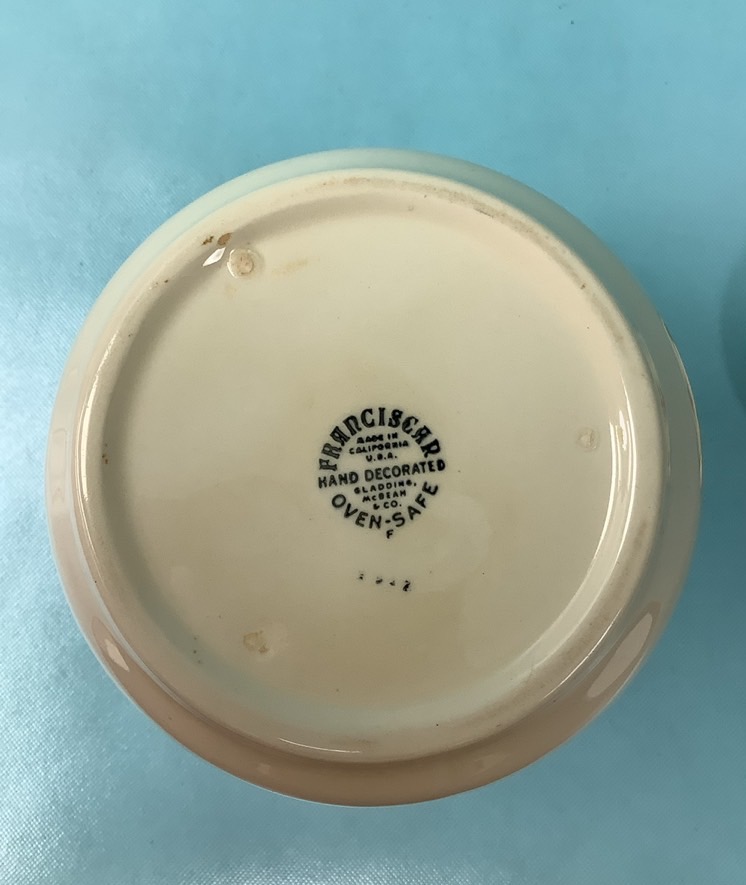 FRANCISCAN
MADE IN
CALIFORNIA
U.S.A.
HAND DECORATED
GLADDING,
McBEAN
& CO.
OVEN-SAFE
F